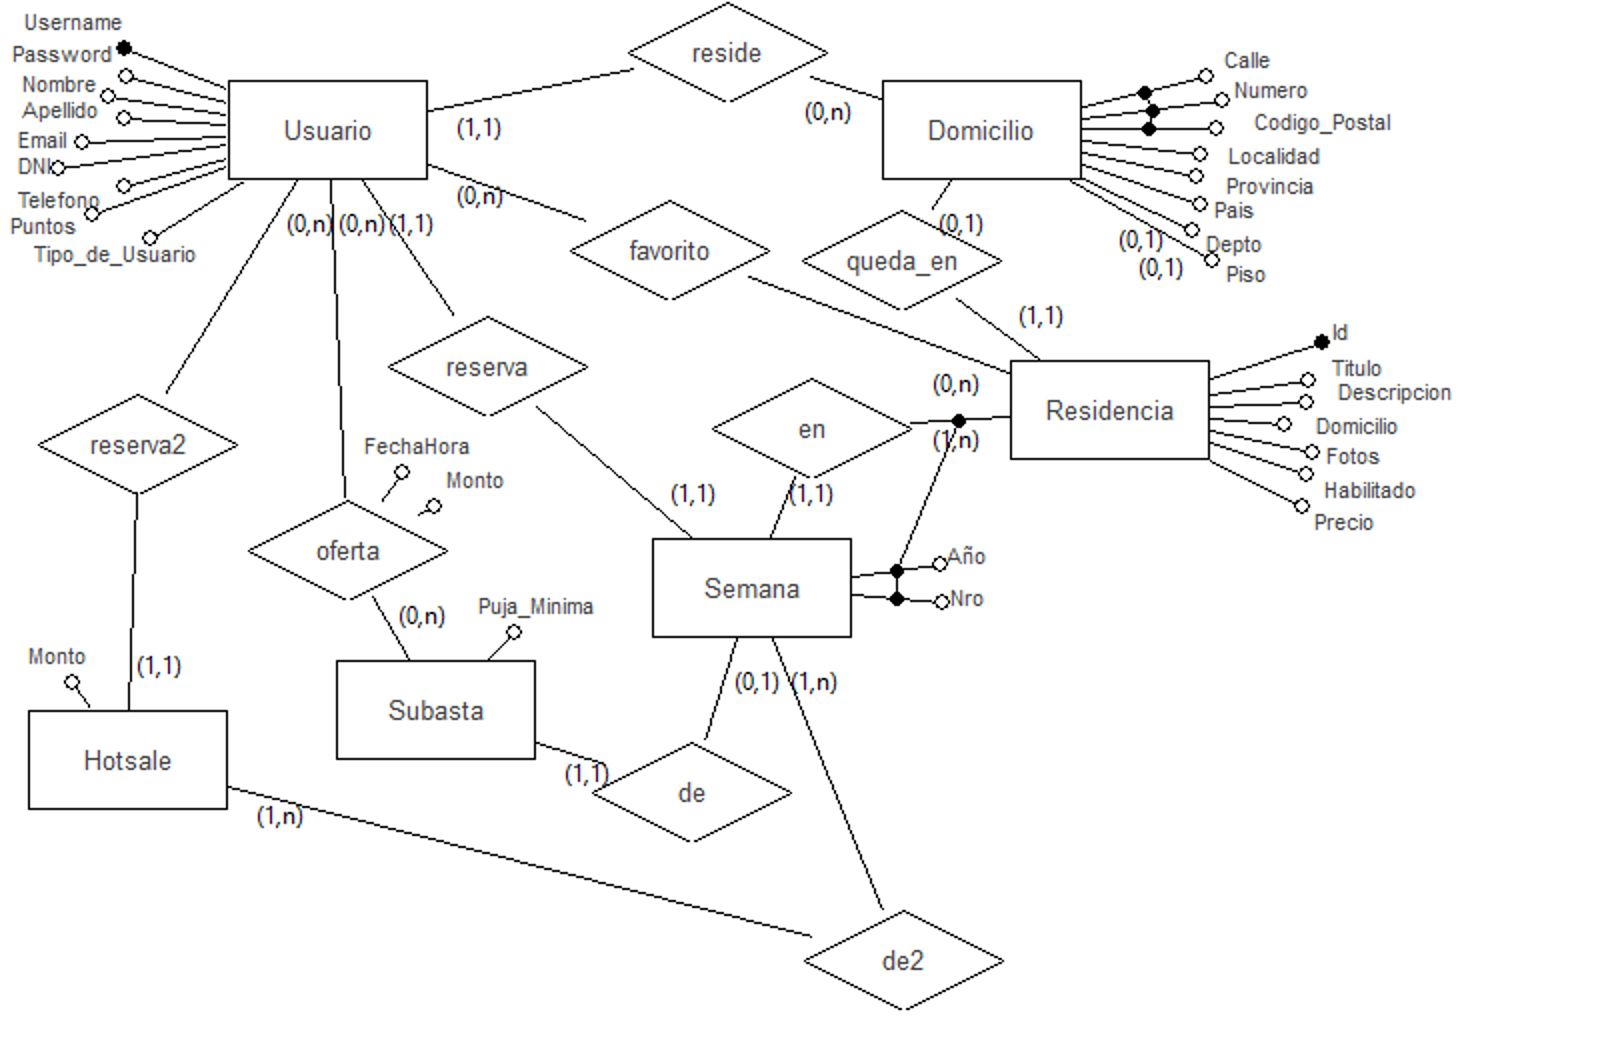 Username
Password
Nombre
Apellido
Email
DNI
Telefono
Puntos
Tipo_de_Usuario
Usuario
reside
(1,1)
(0,n)
Domicilio
Calle
Numero
Codigo_Postal
Localidad
Provincia
Pais
Depto
Piso
(0,1)
(0,1)
(0,n)
(0,n)
(0,n)
(1,1)
favorito
queda_en
(0,1)
(1,1)
reserva
reserva2
en
(0,n)
(1,n)
Residencia
Id
Titulo
Descripcion
Domicilio
Fotos
Habilitado
Precio
FechaHora
Monto
oferta
(0,n)
(1,1)
(1,1)
Semana
Año
Nro
Puja_Minima
Subasta
Monto
(1,1)
Hotsale
(1,n)
(1,1)
(0,1)
(1,n)
de
de2